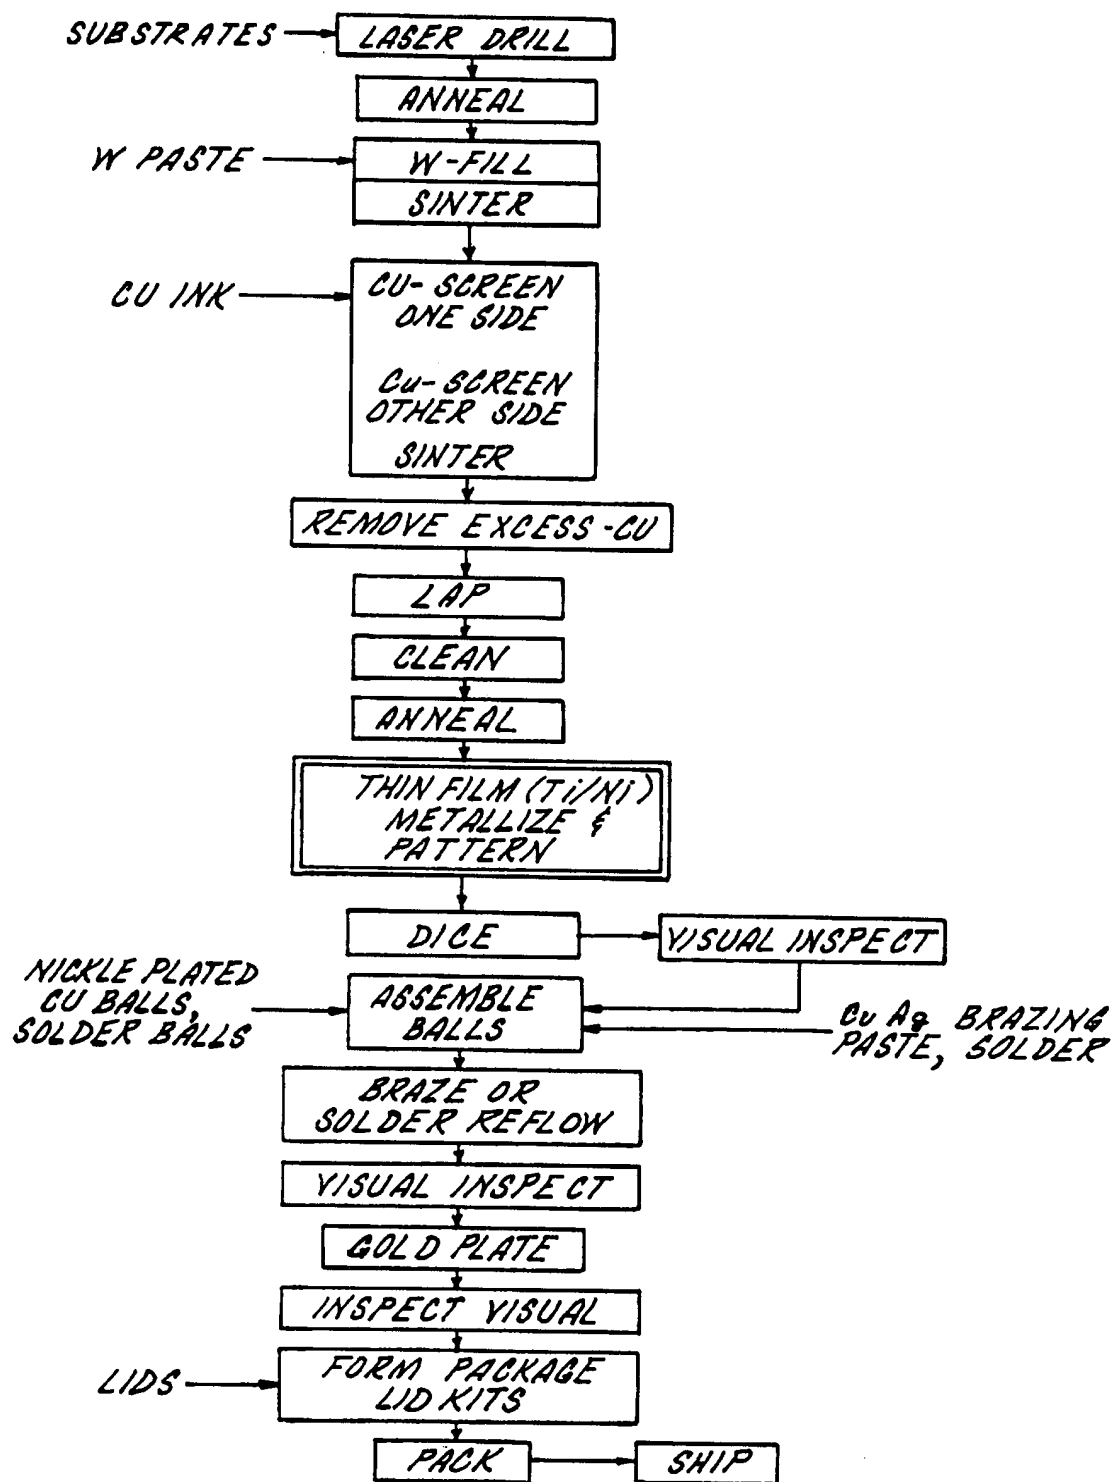 SUBSTRATES
LASER DRILL
ANNEAL
W PASTE
W-FILL
SINTER
CU INK
CU-SCREEN
ONE SIDE
Cu-SCREEN
OTHER SIDE
SINTER
REMOVE EXCESS-CU
LAP
CLEAN
ANNEAL
THIN FILM (Ti/Ni)
METALLIZE &
PATTERN
DICE
VISUAL INSPECT
NICKLE PLATED
CU BALLS,
SOLDER BALLS
ASSEMBLE
BALLS
Cu Ag BRAZING
PASTE, SOLDER
BRAZE OR
SOLDER REFLOW
VISUAL INSPECT
GOLD PLATE
INSPECT VISUAL
LIDS
FORM PACKAGE
LID KITS
PACK
SHIP